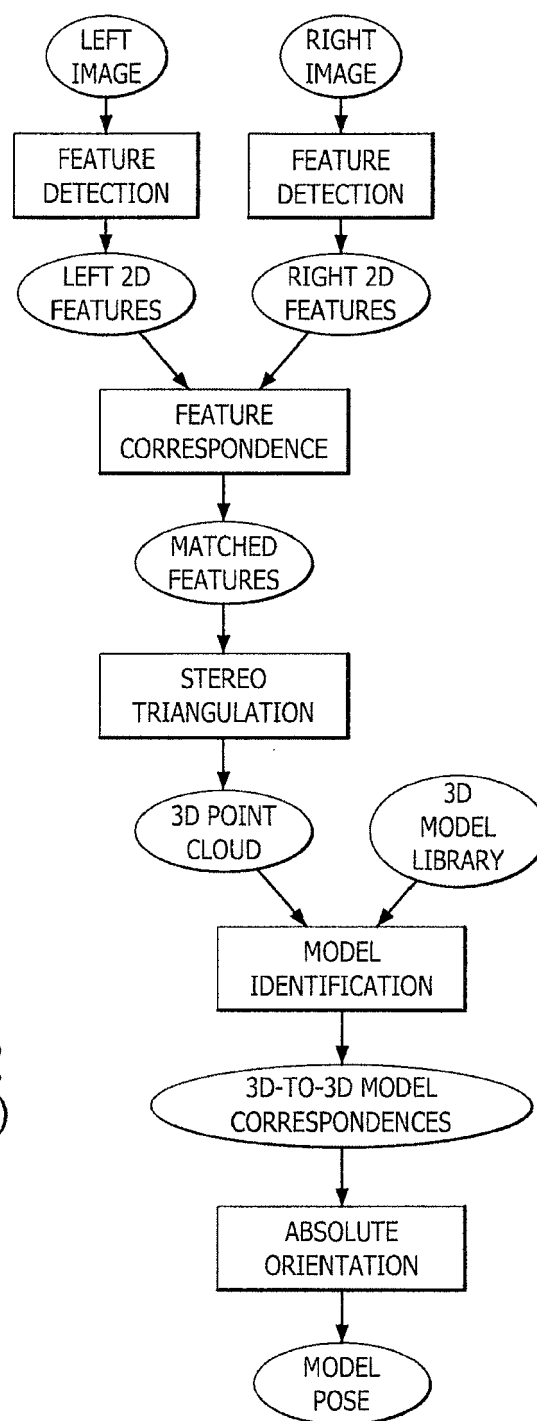 LEFT
IMAGE
RIGHT
IMAGE
FEATURE
DETECTION
FEATURE
DETECTION
LEFT 2D
FEATURES
RIGHT 2D
FEATURES
FEATURE
CORRESPONDENCE
MATCHED
FEATURES
STEREO
TRIANGULATION
3D POINT
CLOUD
3D
MODEL
LIBRARY
MODEL
IDENTIFICATION
3D-TO-3D MODEL
CORRESPONDENCES
ABSOLUTE
ORIENTATION
MODEL
POSE